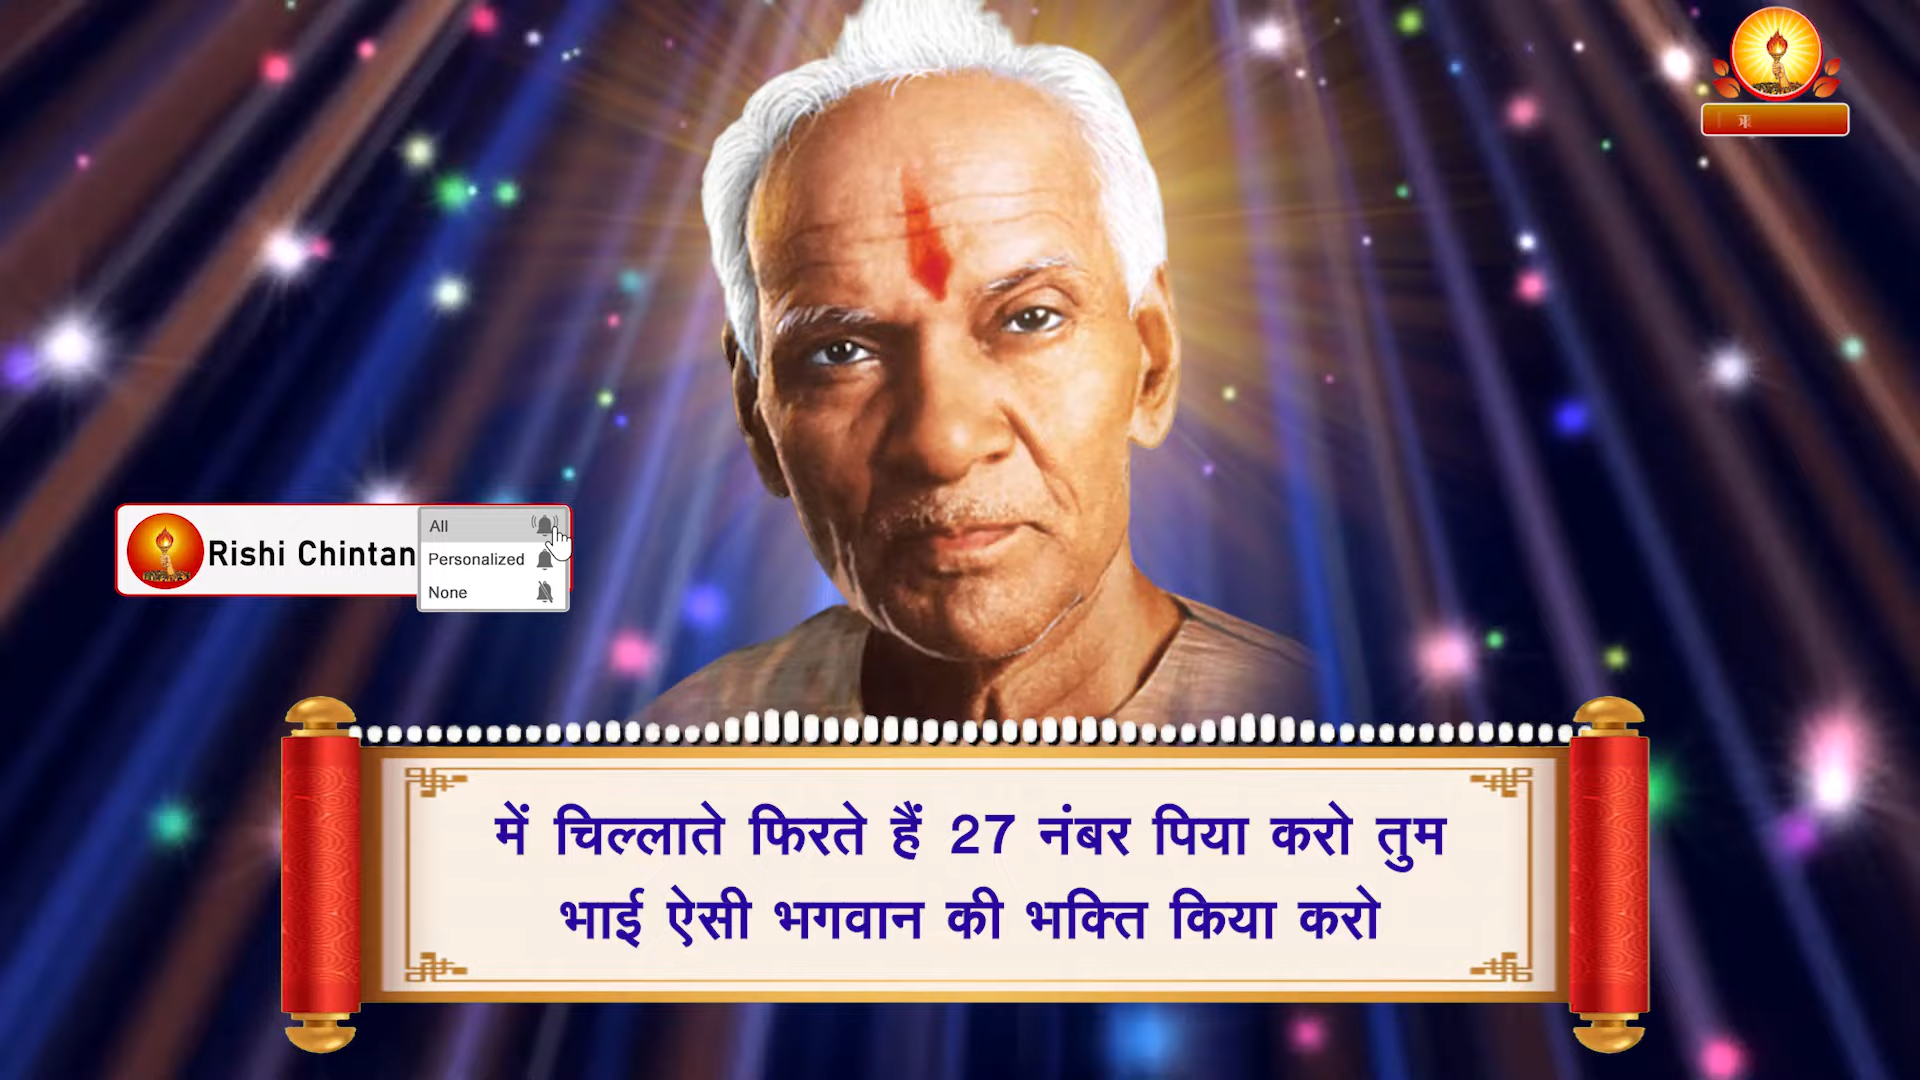 Rishi Chintan
All
Personalized
None
में चिल्लाते फिरते हैं 27 नंबर पिया करो तुम
भाई ऐसी भगवान की भक्ति किया करो